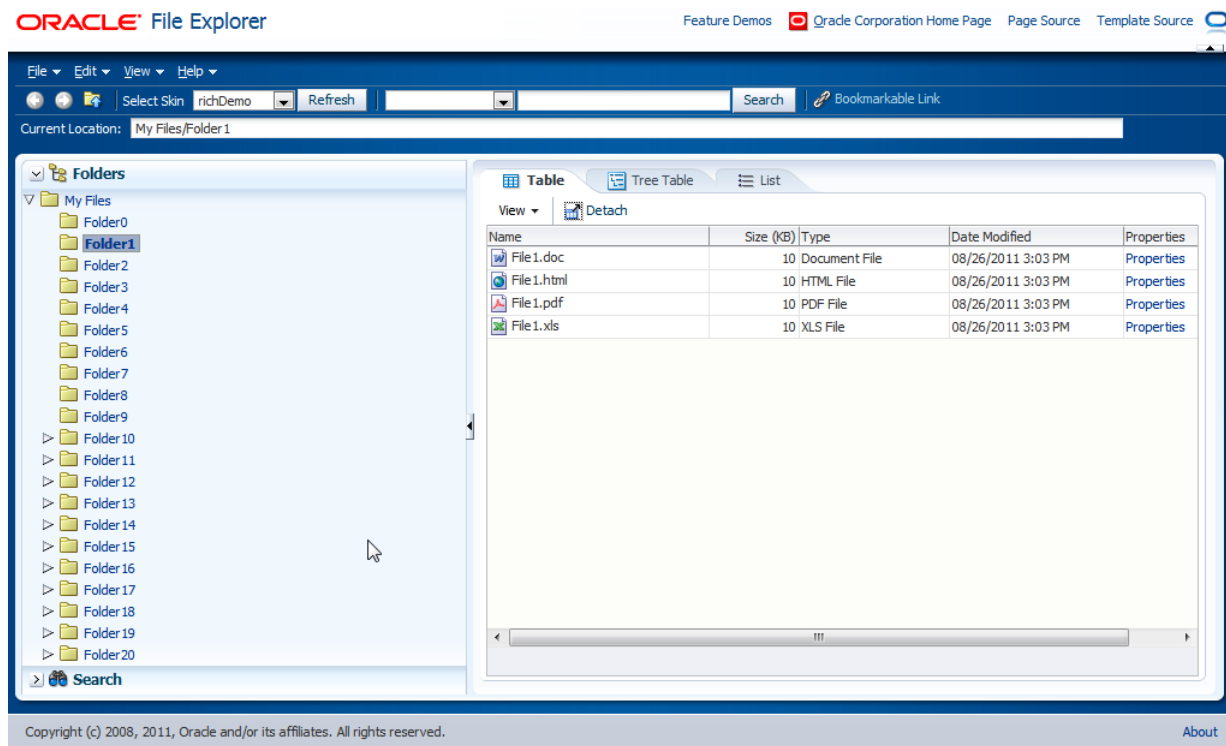 ORACLE File Explorer
Feature Demos Oracle Corporation Home Page Page Source Template Source
File Edit View Help
Select Skin richDemo Refresh Search Bookmarkable Link
Current Location: My Files/Folder1
Folders
My Files
Folder0
Folder1
Folder2
Folder3
Folder4
Folder5
Folder6
Folder7
Folder8
Folder9
Folder10
Folder11
Folder12
Folder13
Folder14
Folder15
Folder16
Folder17
Folder18
Folder19
Folder20
Search
Table Tree Table List
View Detach
Name Size (KB) Type Date Modified Properties
File1.doc 10 Document File 08/26/2011 3:03 PM Properties
File1.html 10 HTML File 08/26/2011 3:03 PM Properties
File1.pdf 10 PDF File 08/26/2011 3:03 PM Properties
File1.xls 10 XLS File 08/26/2011 3:03 PM Properties
Copyright (c) 2008, 2011, Oracle and/or its affiliates. All rights reserved.
About